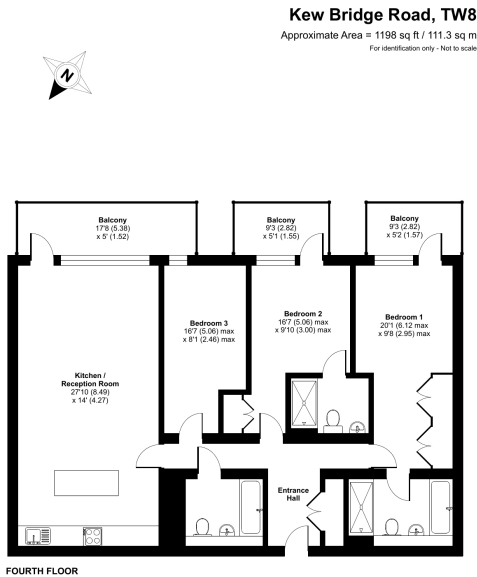 Kew Bridge Road, TW8
Approximate Area = 1198 sq ft / 111.3 sq m
For identification only - Not to scale
N
Balcony
17'8 (5.38)
x 5' (1.52)
Balcony
9'3 (2.82)
x 5'1 (1.55)
Balcony
9'3 (2.82)
x 5'2 (1.57)
Bedroom 3
16'7 (5.06) max
x 8'1 (2.46) max
Bedroom 2
16'7 (5.06) max
x 9'10 (3.00) max
Bedroom 1
20'1 (6.12 max
x 9'8 (2.95) max
Kitchen /
Reception Room
27'10 (8.49)
x 14' (4.27)
Entrance
Hall
FOURTH FLOOR